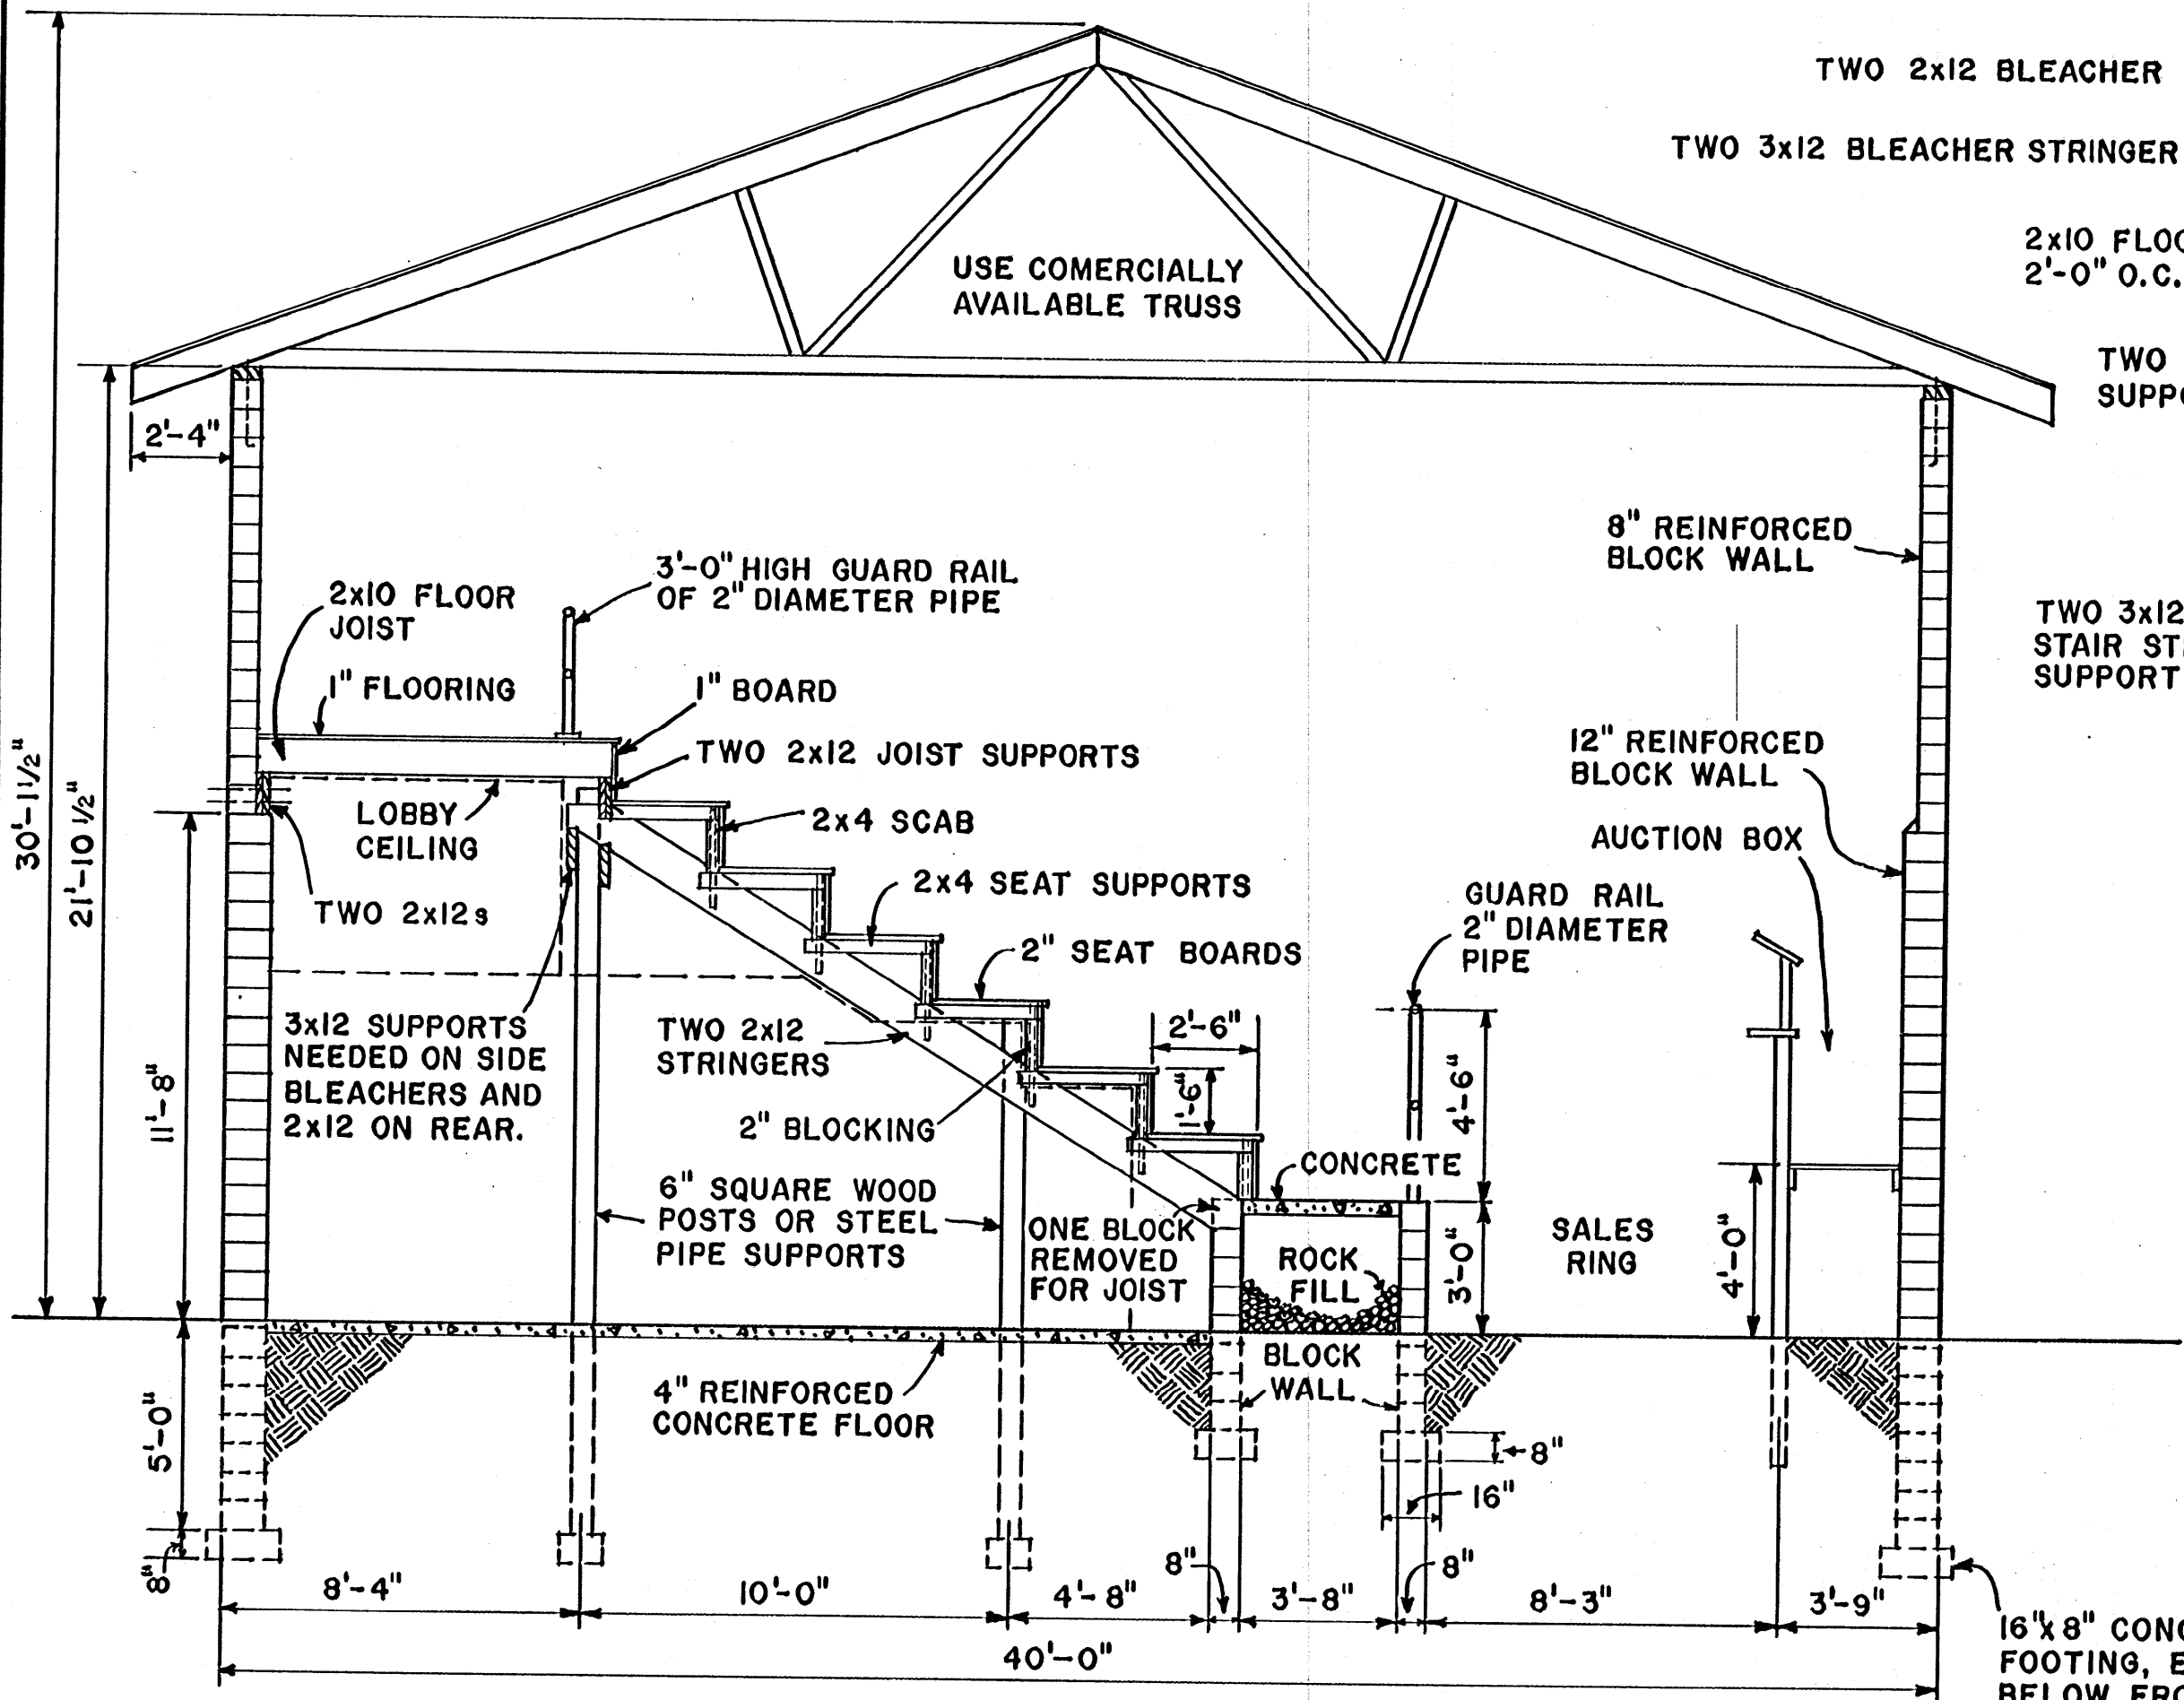 TWO 2x12 BLEACHER
TWO 3x12 BLEACHER STRINGER
2x10
2'-0" O.C.
TWO
USE COMERCIALLY
AVAILABLE TRUSS
2'-4"
8" REINFORCED
BLOCK WALL
3'-0" HIGH GUARD RAIL
OF 2" DIAMETER PIPE
2x10 FLOOR
JOIST
1" FLOORING
1" BOARD
TWO 2x12 JOIST SUPPORTS
TWO 3x12
STAIR
SUPPORT
12" REINFORCED
BLOCK WALL
30'-1 1/2"
21'-10 1/2"
LOBBY
CEILING
2x4 SCAB
AUCTION BOX
TWO 2x12s
2x4 SEAT SUPPORTS
GUARD RAIL
2" DIAMETER
PIPE
2" SEAT BOARDS
3x12 SUPPORTS
NEEDED ON SIDE
BLEACHERS AND
2x12 ON REAR.
TWO 2x12
STRINGERS
2'-6"
1'-6"
4'-6"
11'-8"
2" BLOCKING
CONCRETE
6" SQUARE WOOD
POSTS OR STEEL
PIPE SUPPORTS
ONE BLOCK
REMOVED
FOR JOIST
ROCK
FILL
3'-0"
SALES
RING
4'-0"
BLOCK
WALL
4" REINFORCED
CONCRETE FLOOR
5'-0"
8"
8"
16"
8'-4"
10'-0"
4'-8"
8"
3'-8"
8"
8'-3"
3'-9"
40'-0"
16"x8"
FOOTING,
BELOW